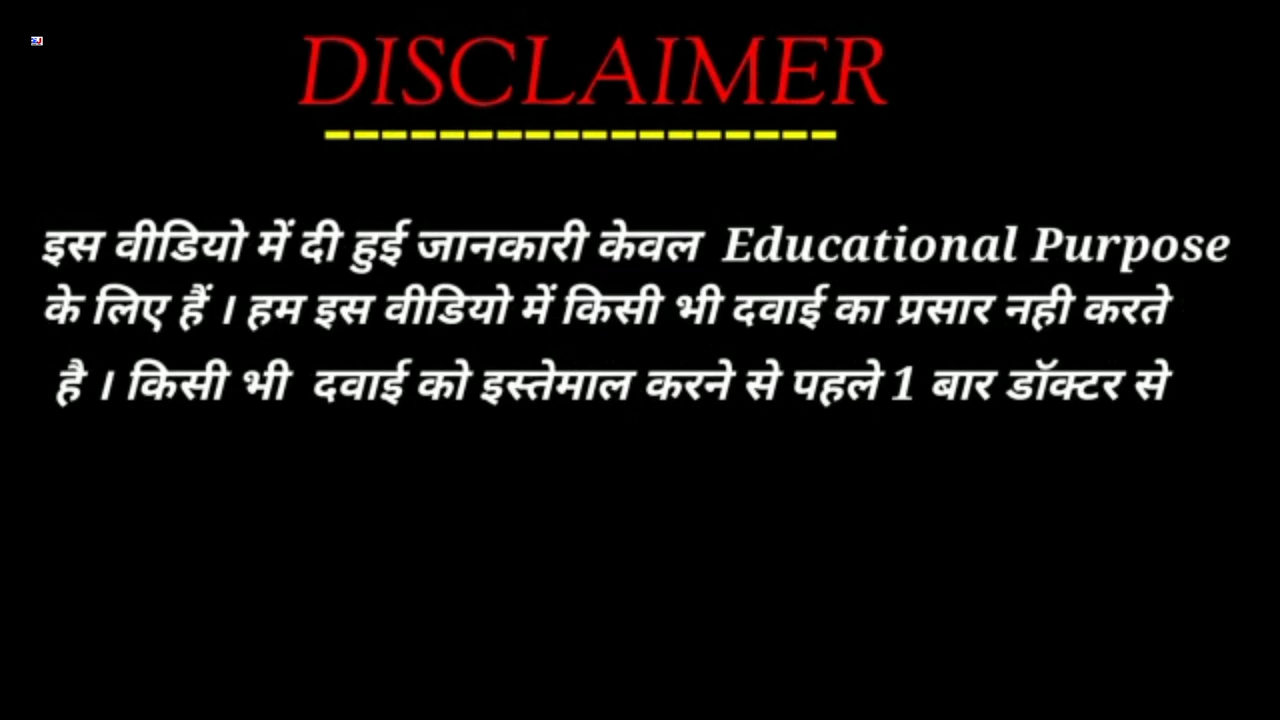 DISCLAIMER
इस वीडियो में दी हुई जानकारी केवल Educational Purpose
के लिए हैं । हम इस वीडियो में किसी भी दवाई का प्रसार नही करते
है । किसी भी दवाई को इस्तेमाल करने से पहले 1 बार डॉक्टर से